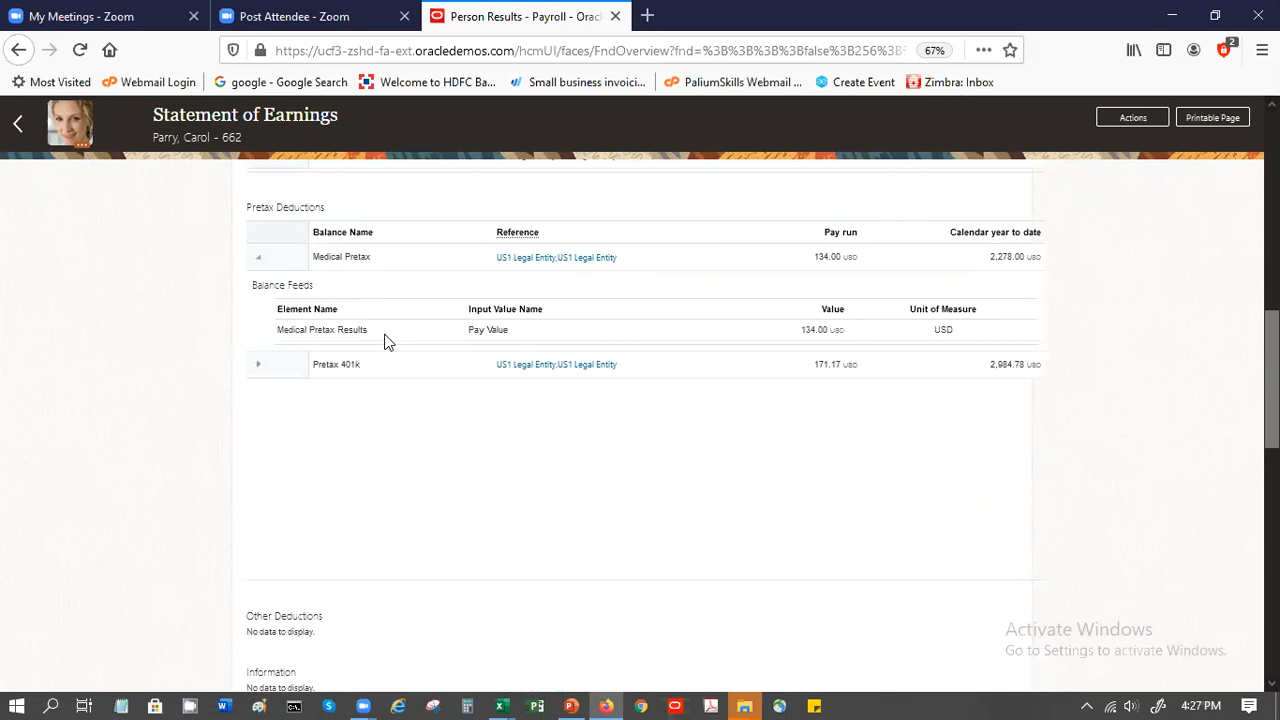 My Meetings - Zoom
Post Attendee - Zoom
Person Results - Payroll - Orac
https://ucf3-zshd-fa-ext.oracledemos.com/hcmUI/faces/FndOverview?fnd=%3B%3B%3B%3Bfalse%3B256%3B%
67%
2
Most Visited
Webmail Login
google - Google Search
Welcome to HDFC Ba...
Small business invoicin...
PaliumSkills Webmail ...
Create Event
Zimbra: Inbox
Statement of Earnings
Parry, Carol - 662
Actions
Printable Page
Pretax Deductions
Balance Name Reference Pay run Calendar year to date
Medical Pretax US1 Legal Entity,US1 Legal Entity 134.00 USD 2,278.00 USD
Balance Feeds
Element Name Input Value Name Value Unit of Measure
Medical Pretax Results Pay Value 134.00 USD USD
Pretax 401k US1 Legal Entity,US1 Legal Entity 171.17 USD 2,984.78 USD
Other Deductions
No data to display.
Information
No data to display.
Activate Windows
Go to Settings to activate Windows.
4:27 PM